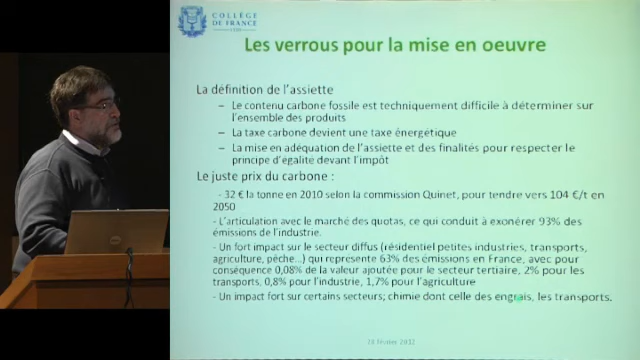 COLLÈGE
DE FRANCE
1530
Les verrous pour la mise en oeuvre
La définition de l'assiette
– Le contenu carbone fossile est techniquement difficile à déterminer sur
l'ensemble des produits
– La taxe carbone devient une taxe énergétique
– La mise en adéquation de l'assiette et des finalités pour respecter le
principe d'égalité devant l'impôt
Le juste prix du carbone :
- 32 € la tonne en 2010 selon la commission Quinet, pour tendre vers 104 €/t en
2050
- L'articulation avec le marché des quotas, ce qui conduit à exonérer 93% des
émissions de l'industrie.
- Un fort impact sur le secteur diffus (résidentiel petites industries, transports,
agriculture, pêche...) qui représente 63% des émissions en France, avec pour
conséquence 0,08% de la valeur ajoutée pour le secteur tertiaire, 2% pour les
transports, 0,8% pour l'industrie, 1,7% pour l'agriculture
- Un impact fort sur certains secteurs; chimie dont celle des engrais, les transports.